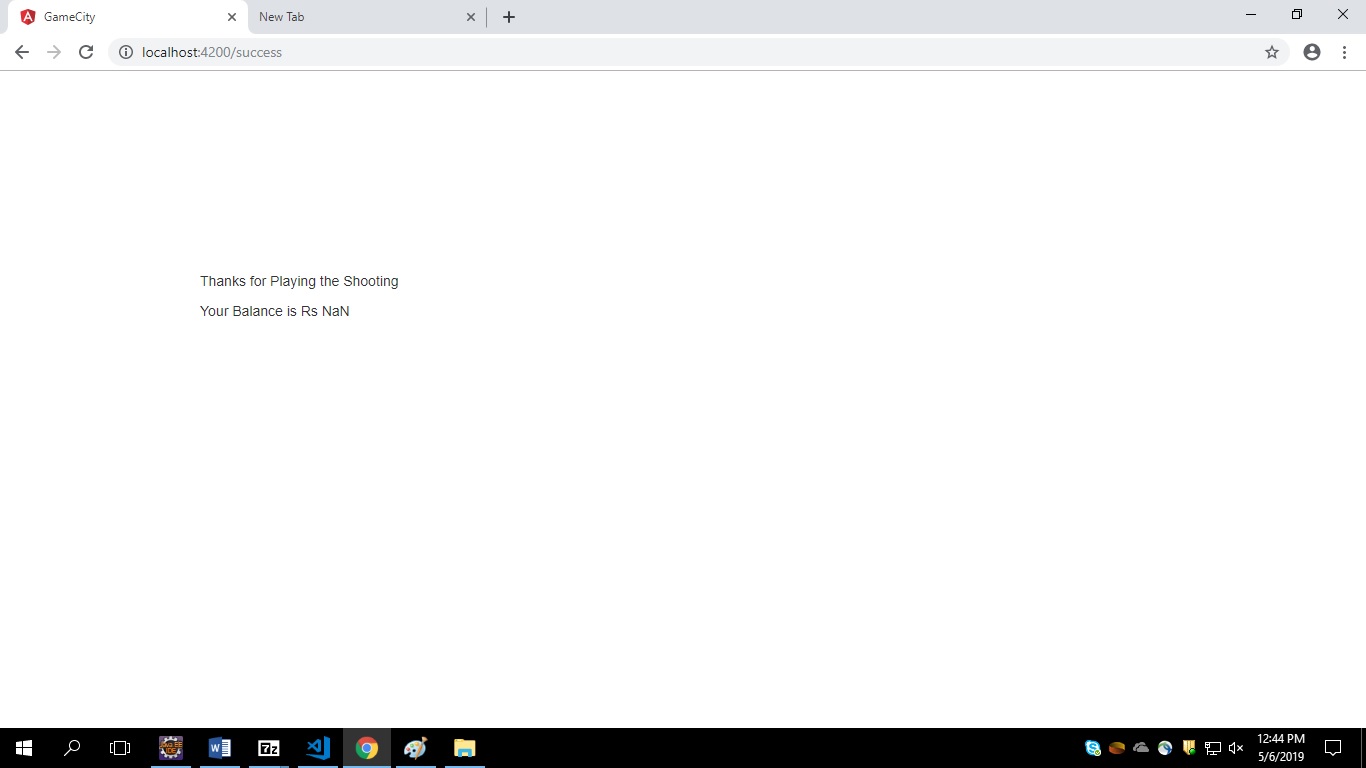 GameCity
New Tab
localhost:4200/success
Thanks for Playing the Shooting
Your Balance is Rs NaN
12:44 PM
5/6/2019